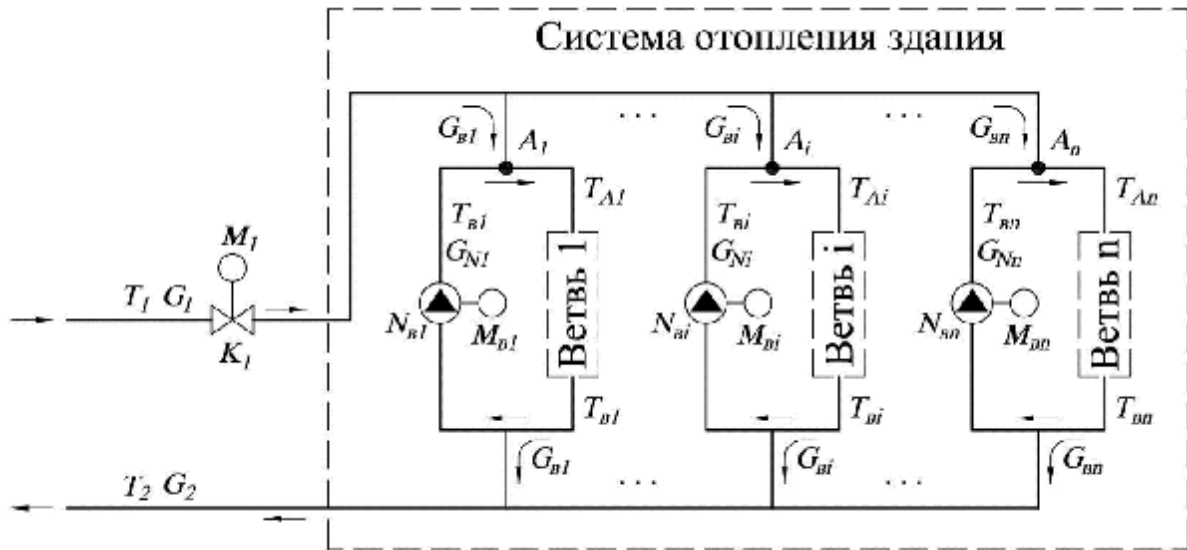 Система отопления здания
... ...
Gв1 Gвi Gвn
A1 Ai An
TA1 TAi TAn
Tв1 Tвi Tвn
M1 GN1 GNi GNn
T1 G1
Nв1 Mв1 Ветвь 1 Nвi Mвi Ветвь i Nвn Mвn Ветвь n
K1
Tв1 Tвi Tвn
Gв1 Gвi Gвn
T2 G2 ... ...